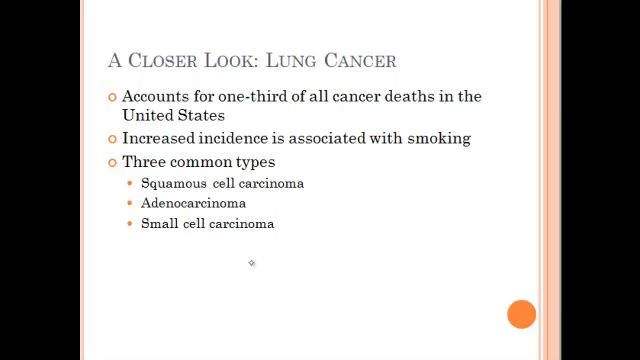 A Closer Look: Lung Cancer
Accounts for one-third of all cancer deaths in the
United States
Increased incidence is associated with smoking
Three common types
Squamous cell carcinoma
Adenocarcinoma
Small cell carcinoma